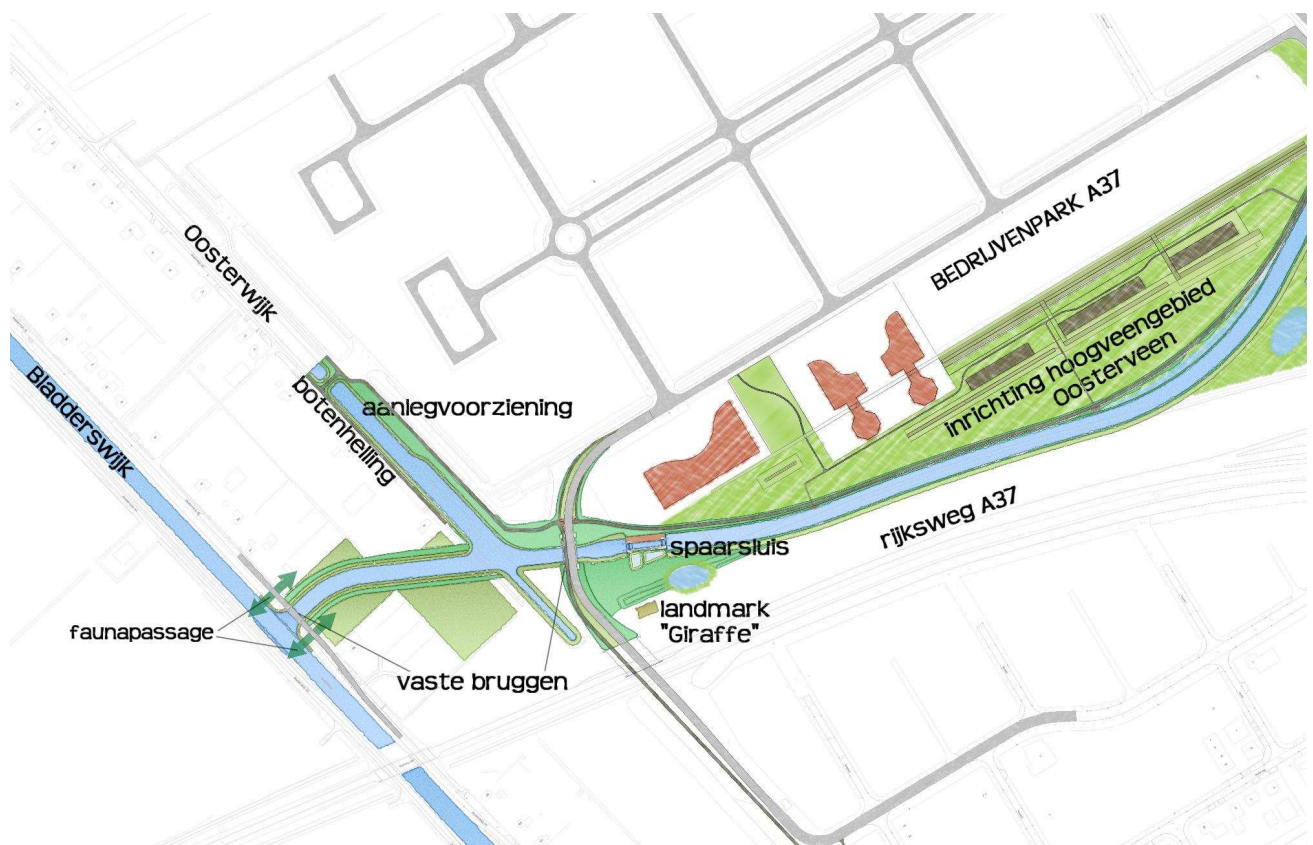 BEDRIJVENPARK A37
Oosterwijk
Bladderswijk
botenhelling
aanlegvoorziening
inrichting hoogveengebied
Oosterveen
rijksweg A37
spaarsluis
landmark
"Giraffe"
faunapassage
vaste bruggen